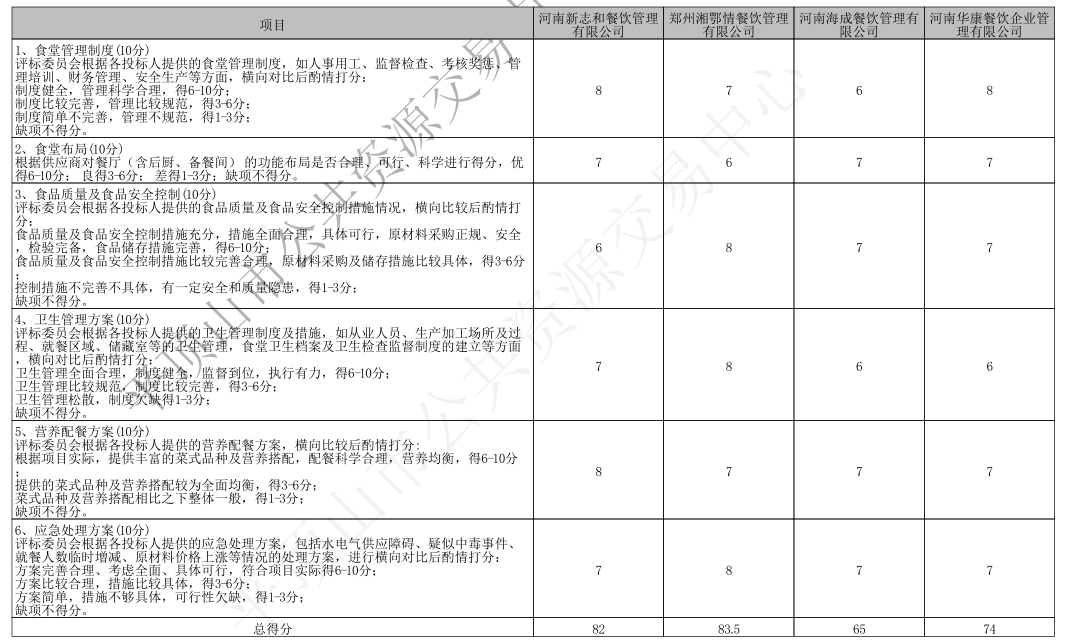 项目 河南新志和餐饮管理有限公司 郑州湘鄂情餐饮管理有限公司 河南海成餐饮管理有限公司 河南华康餐饮企业管理有限公司
1、食堂管理制度(10分)
评标委员会根据各投标人提供的食堂管理制度，如人事用工、监督检查、考核奖惩、管
理培训、财务管理、安全生产等方面，横向对比后酌情打分：
制度健全，管理科学合理，得6-10分；
制度比较完善，管理比较规范，得3-6分；
制度简单不完善，管理不规范，得1-3分；
缺项不得分。
8 7 6 8
2、食堂布局(10分)
根据供应商对餐厅（含后厨、备餐间）的功能布局是否合理、可行、科学进行得分，优
得6-10分； 良得3-6分； 差得1-3分；缺项不得分。
7 6 7 7
3、食品质量及食品安全控制(10分)
评标委员会根据各投标人提供的食品质量及食品安全控制措施情况，横向比较后酌情打
分：
食品质量及食品安全控制措施充分，措施全面合理，具体可行，原材料采购正规、安全
，检验完备，食品储存措施完善，得6-10分；
食品质量及食品安全控制措施比较完善合理，原材料采购及储存措施比较具体，得3-6分
；
控制措施不完善不具体，有一定安全和质量隐患，得1-3分；
缺项不得分。
6 8 7 7
4、卫生管理方案(10分)
评标委员会根据各投标人提供的卫生管理制度及措施，如从业人员、生产加工场所及过
程、就餐区域、储藏室等的卫生管理，食堂卫生档案及卫生检查监督制度的建立等方面
，横向对比后酌情打分：
卫生管理全面合理，制度健全，监督到位，执行有力，得6-10分；
卫生管理比较规范，制度比较完善，得3-6分；
卫生管理松散，制度欠缺得1-3分；
缺项不得分。
7 8 6 6
5、营养配餐方案(10分)
评标委员会根据各投标人提供的营养配餐方案，横向比较后酌情打分：
根据项目实际，提供丰富的菜式品种及营养搭配，配餐科学合理，营养均衡，得6-10分
；
提供的菜式品种及营养搭配较为全面均衡，得3-6分；
菜式品种及营养搭配相比之下整体一般，得1-3分；
缺项不得分。
8 7 7 7
6、应急处理方案(10分)
评标委员会根据各投标人提供的应急处理方案，包括水电气供应障碍、疑似中毒事件、
就餐人数临时增减、原材料价格上涨等情况的处理方案，进行横向对比后酌情打分：
方案完善合理、考虑全面、具体可行，符合项目实际得6-10分；
方案比较合理，措施比较具体，得3-6分；
方案简单，措施不够具体，可行性欠缺，得1-3分；
缺项不得分。
7 8 7 7
总得分 82 83.5 65 74
平顶山市公共资源交易中
平顶山市公共资源交易中心